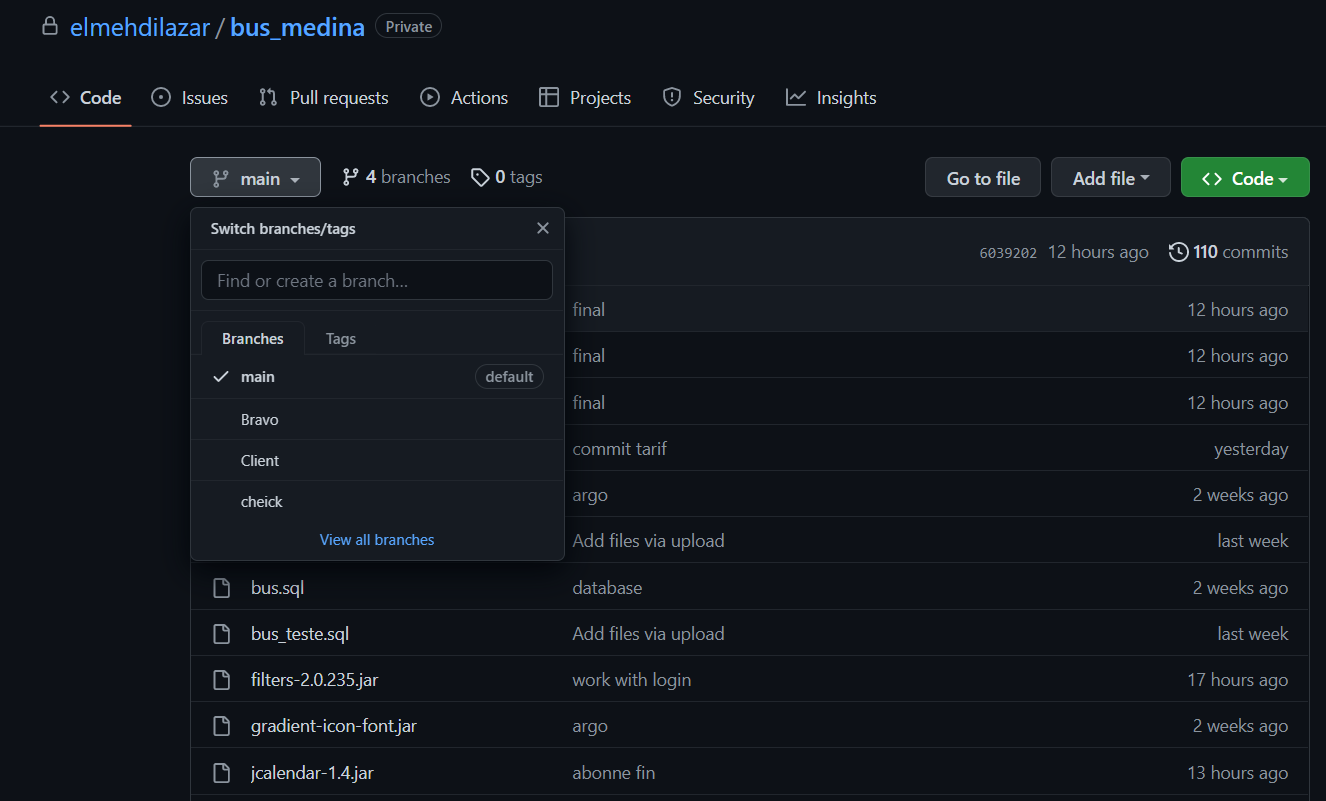 elmehdilazar / bus_medina Private
Code Issues Pull requests Actions Projects Security Insights
main 4 branches 0 tags Go to file Add file Code
Switch branches/tags
6039202 12 hours ago 110 commits
Find or create a branch...
final 12 hours ago
Branches Tags
final 12 hours ago
main default
final 12 hours ago
Bravo
commit tarif yesterday
Client
argo 2 weeks ago
cheick
View all branches
Add files via upload last week
bus.sql database 2 weeks ago
bus_teste.sql Add files via upload last week
filters-2.0.235.jar work with login 17 hours ago
gradient-icon-font.jar argo 2 weeks ago
jcalendar-1.4.jar abonne fin 13 hours ago